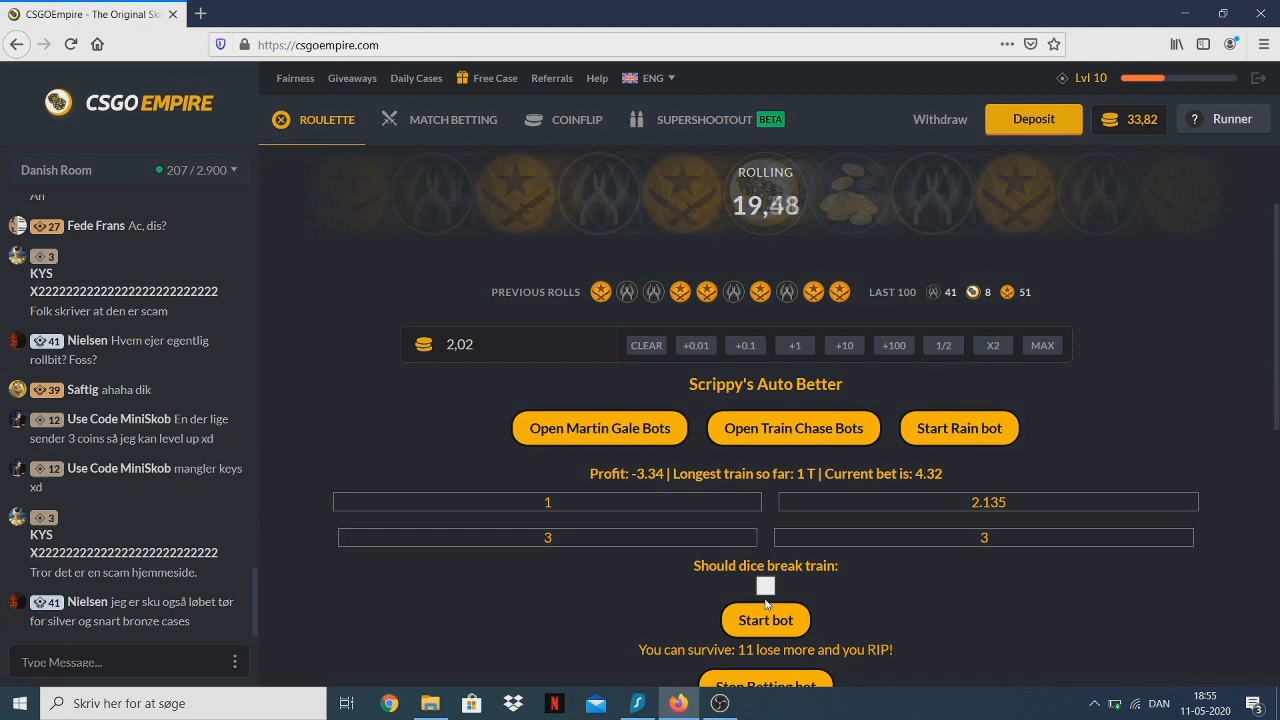 CSGOEmpire - The Original Ski
https://csgoempire.com
CSGOEMPIRE
Fairness Giveaways Daily Cases Free Case Referrals Help ENG
Lvl 10
ROULETTE MATCH BETTING COINFLIP SUPERSHOOTOUT BETA
Withdraw Deposit 33,82 ? Runner
Danish Room 207 / 2.900
27 Fede Frans Ac, dis?
3
KYS
X22222222222222222222222222
Folk skriver at den er scam
41 Nielsen Hvem ejer egentlig
rollbit? Foss?
39 Saftig ahaha dik
12 Use Code MiniSkob En der lige
sender 3 coins så jeg kan level up xd
12 Use Code MiniSkob mangler keys
xd
3
KYS
X22222222222222222222222222
Tror det er en scam hjemmeside.
41 Nielsen jeg er sku også løbet tør
for silver og snart bronze cases
Type Message...
ROLLING
19,48
PREVIOUS ROLLS LAST 100 41 8 51
2,02 CLEAR +0.01 +0.1 +1 +10 +100 1/2 X2 MAX
Scrippy's Auto Better
Open Martin Gale Bots Open Train Chase Bots Start Rain bot
Profit: -3.34 | Longest train so far: 1 T | Current bet is: 4.32
1 2.135
3 3
Should dice break train:
Start bot
You can survive: 11 lose more and you RIP!
Stop Betting bot
Skriv her for at søge
DAN
18:55
11-05-2020
3